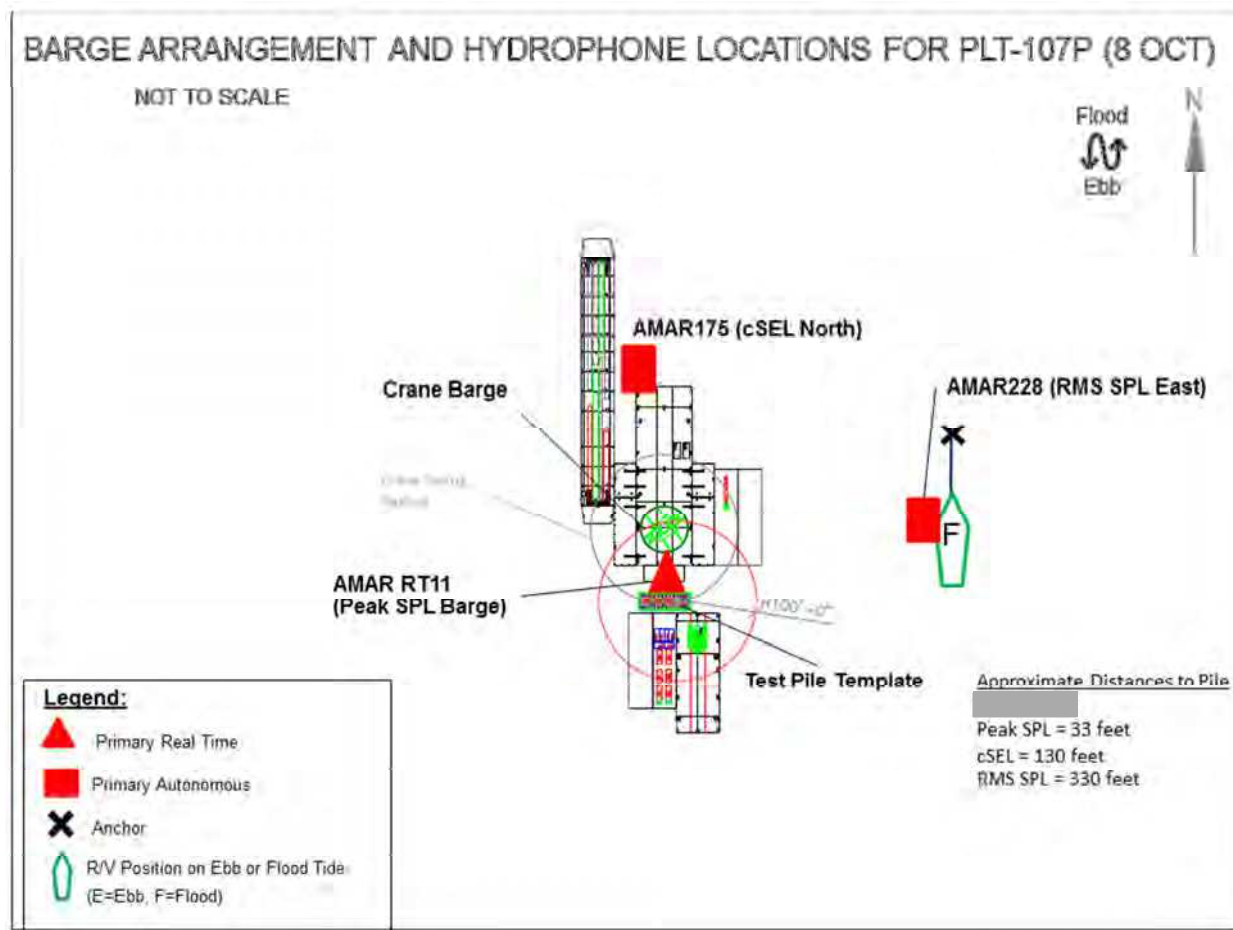 BARGE ARRANGEMENT AND HYDROPHONE LOCATIONS FOR PLT-107P (8 OCT)
NOT TO SCALE
Flood
Ebb
N
AMAR175 (cSEL North)
Crane Barge
AMAR228 (RMS SPL East)
Crane Swing
Radius
F
AMAR RT11
(Peak SPL Barge)
Test Pile Template
Approximate Distances to Pile
Peak SPL = 33 feet
cSEL = 130 feet
RMS SPL = 330 feet
Legend:
Primary Real Time
Primary Autonomous
Anchor
R/V Position on Ebb or Flood Tide
(E=Ebb, F=Flood)